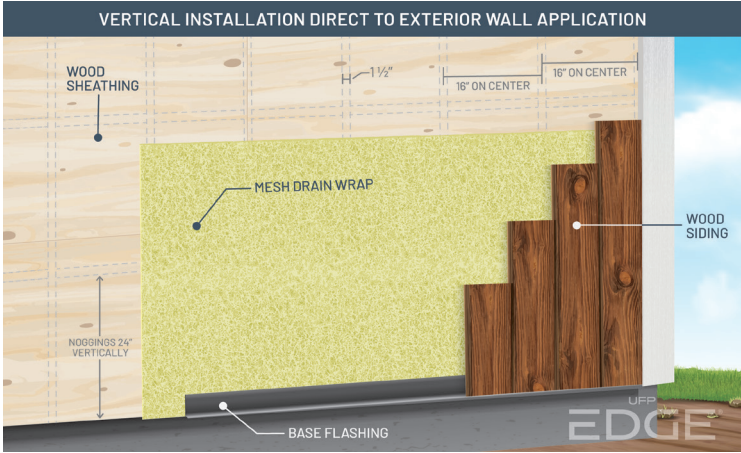 VERTICAL INSTALLATION DIRECT TO EXTERIOR WALL APPLICATION
WOOD
SHEATHING
1 ½"
16" ON CENTER
16" ON CENTER
MESH DRAIN WRAP
WOOD
SIDING
NOGGINGS 24"
VERTICALLY
BASE FLASHING
UFP
EDGE